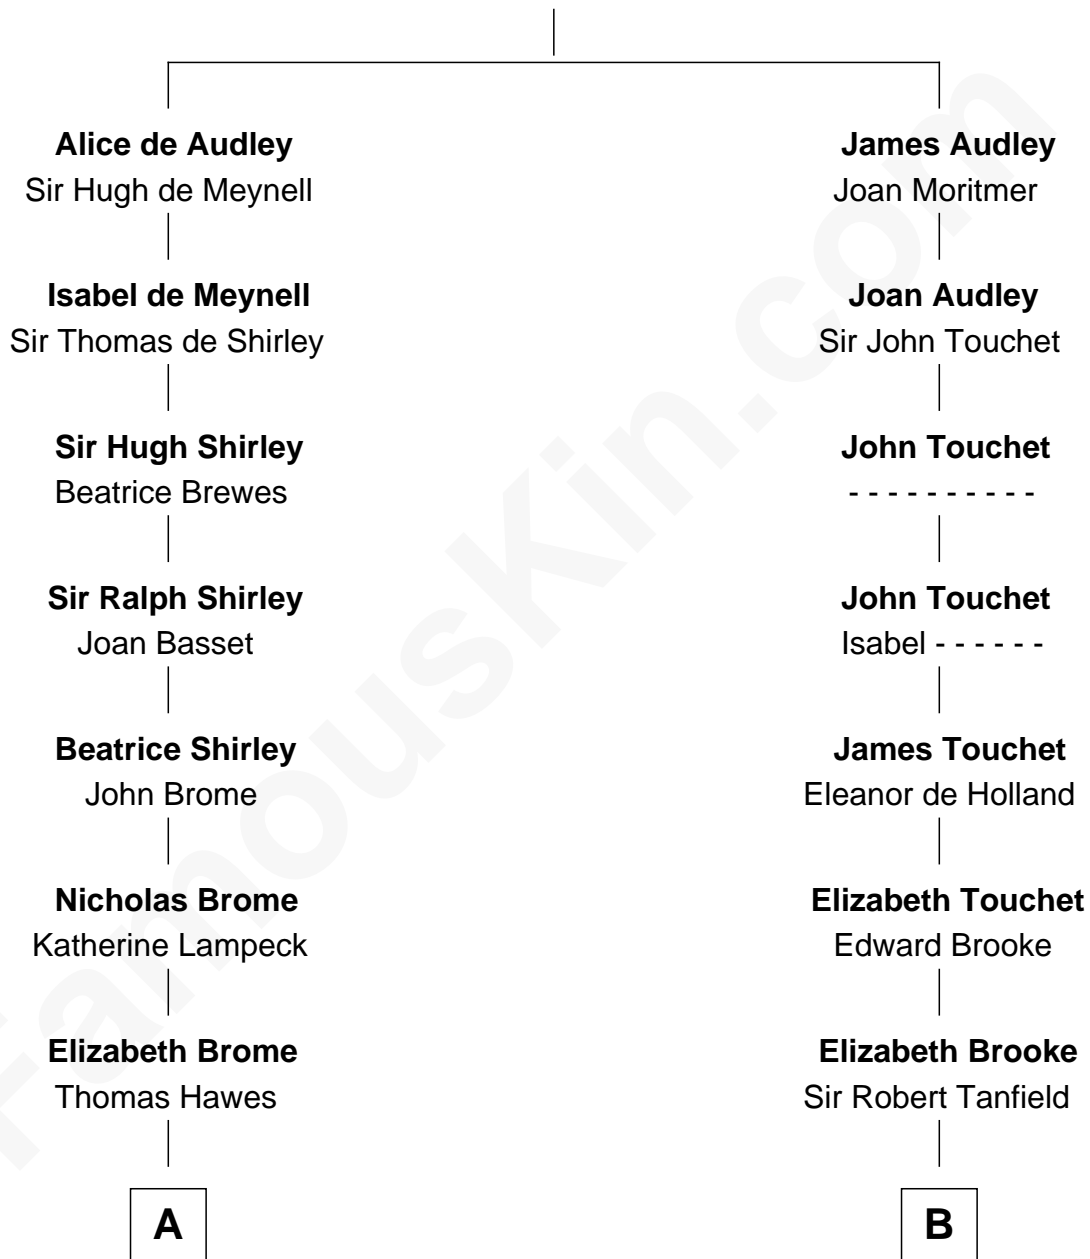 Alice de Audley
Sir Hugh de Meynell
Isabel de Meynell
Sir Thomas de Shirley
Sir Hugh Shirley
Beatrice Brewes
Sir Ralph Shirley
Joan Basset
Beatrice Shirley
John Brome
Nicholas Brome
Katherine Lampeck
Elizabeth Brome
Thomas Hawes
A
James Audley
Joan Moritmer
Joan Audley
Sir John Touchet
John Touchet
- - - - - - - - - -
John Touchet
Isabel - - - - - -
James Touchet
Eleanor de Holland
Elizabeth Touchet
Edward Brooke
Elizabeth Brooke
Sir Robert Tanfield
B
FamousKin.com